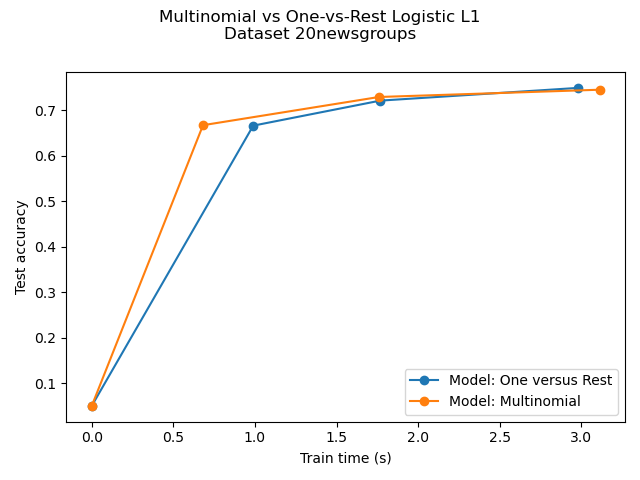 Multinomial vs One-vs-Rest Logistic L1
Dataset 20newsgroups
0.7
0.6
0.5
0.4
0.3
0.2
0.1
Test accuracy
Model: One versus Rest
Model: Multinomial
0.0 0.5 1.0 1.5 2.0 2.5 3.0
Train time (s)